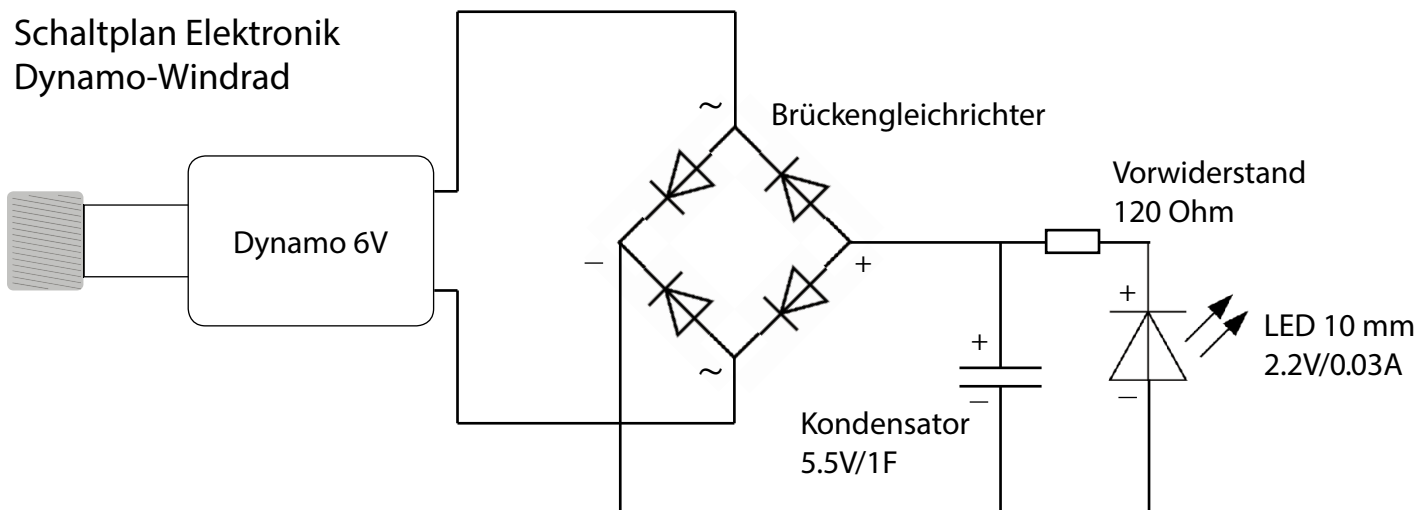 Schaltplan Elektronik
Dynamo-Windrad
~
Brückengleichrichter
Vorwiderstand
120 Ohm
Dynamo 6V
–
+
+
LED 10 mm
2.2V/0.03A
+
~
–
–
Kondensator
5.5V/1F